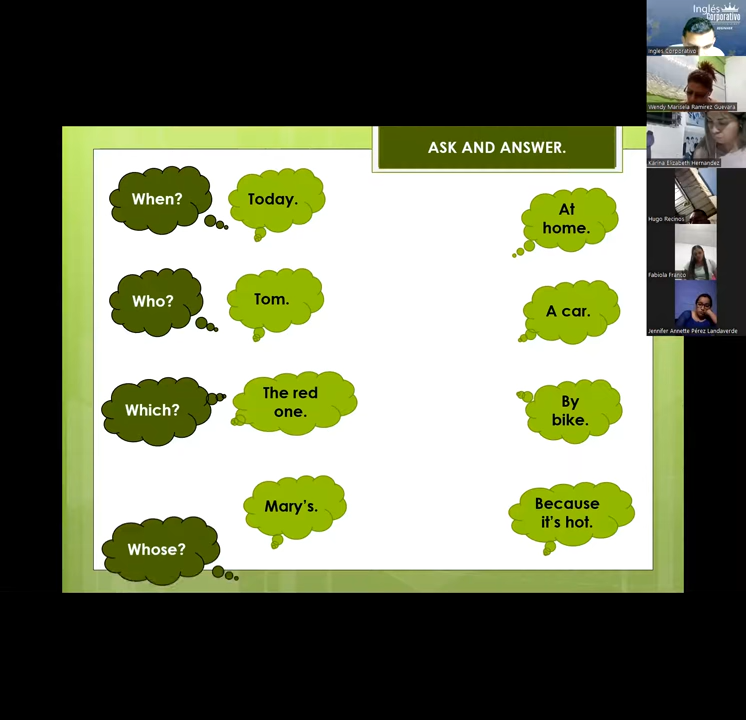 Inglés
Corporativo
Inglés Corporativo
Wendy Marisela Ramirez Guevara
Karina Elizabeth Hernandez
Hugo Recinos
Fabiola Franco
Jennifer Annette Pérez Landaverde
ASK AND ANSWER.
When?
Today.
At
home.
Who?
Tom.
A car.
Which?
The red
one.
By
bike.
Whose?
Mary's.
Because
it's hot.